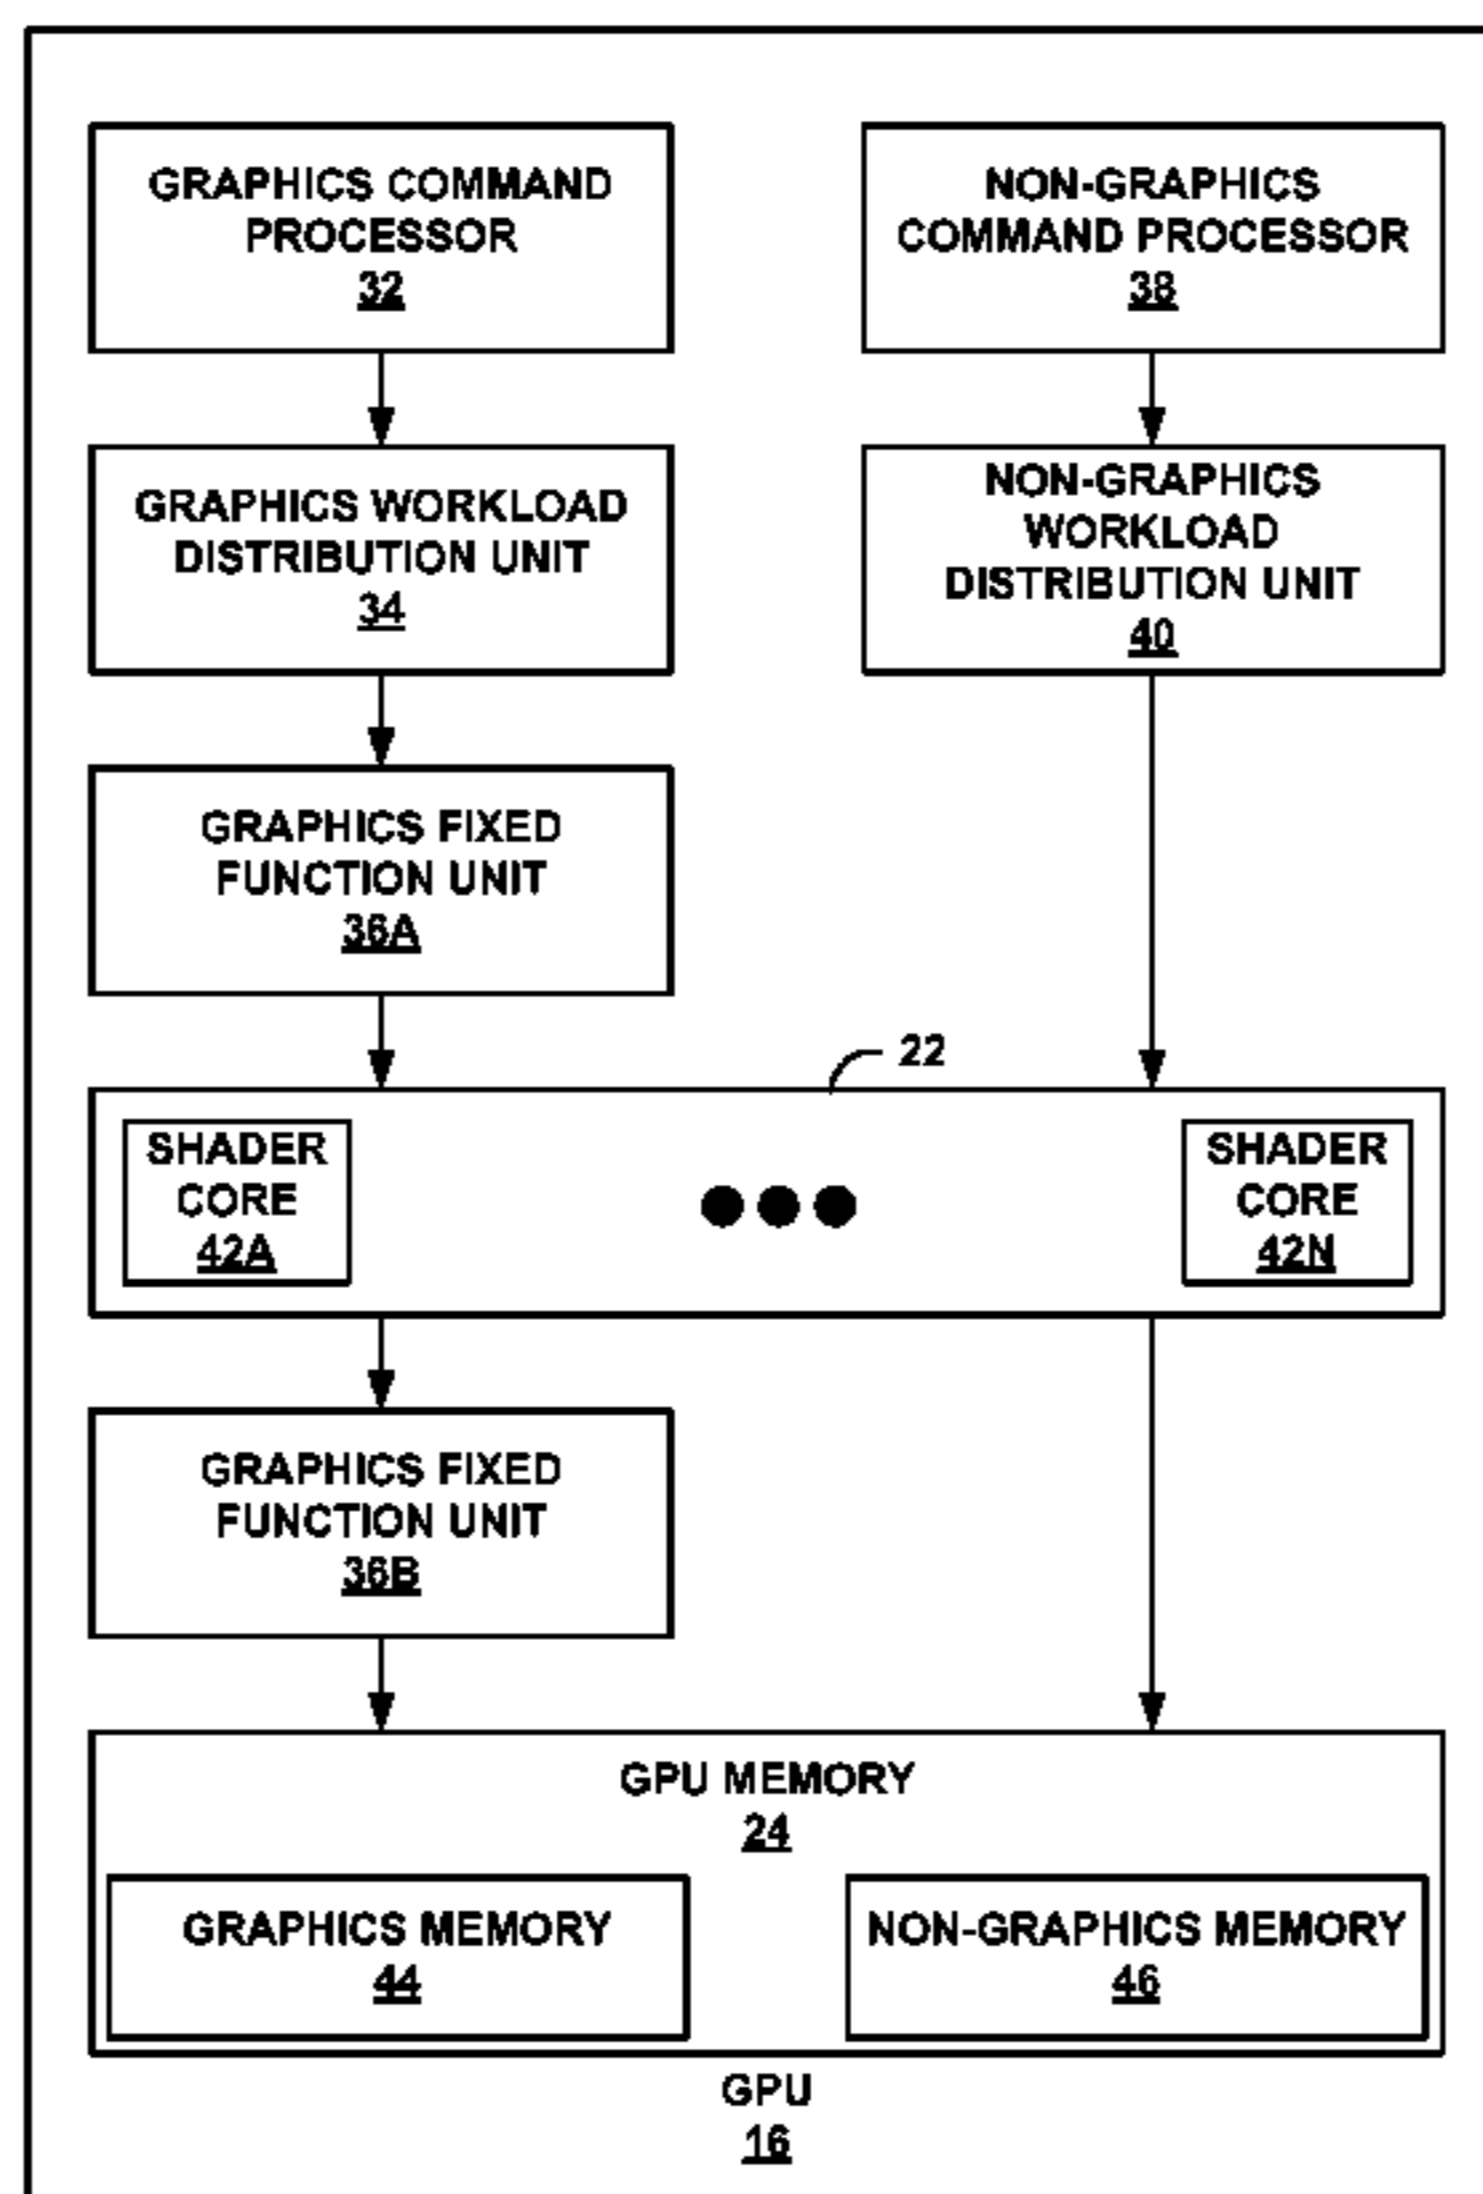 GRAPHICS COMMAND
PROCESSOR
32
NON-GRAPHICS
COMMAND PROCESSOR
38
GRAPHICS WORKLOAD
DISTRIBUTION UNIT
34
NON-GRAPHICS
WORKLOAD
DISTRIBUTION UNIT
40
GRAPHICS FIXED
FUNCTION UNIT
36A
22
SHADER
CORE
42A
SHADER
CORE
42N
GRAPHICS FIXED
FUNCTION UNIT
36B
GPU MEMORY
24
GRAPHICS MEMORY
44
NON-GRAPHICS MEMORY
46
GPU
16